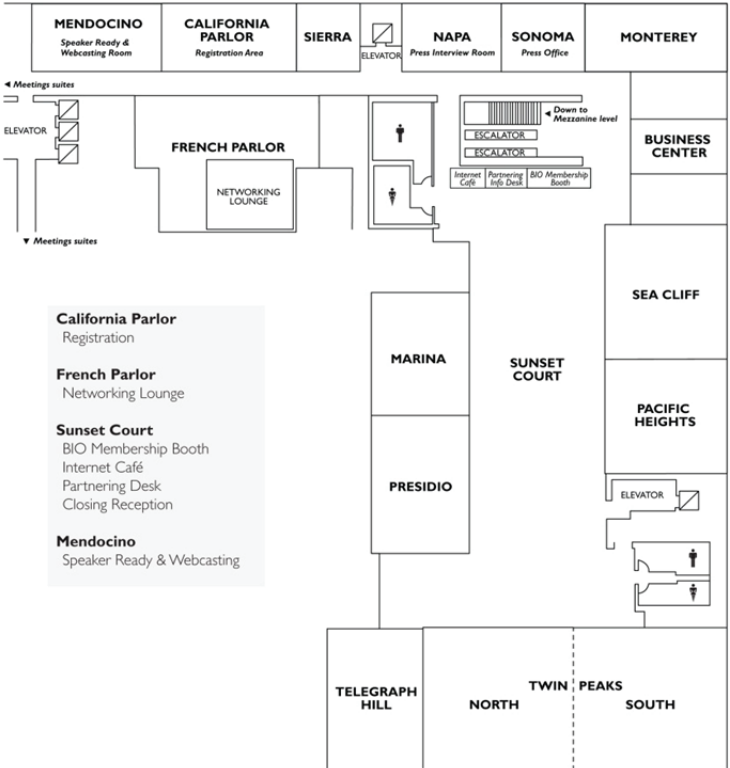 MENDOCINO
Speaker Ready &
Webcasting Room
CALIFORNIA
PARLOR
Registration Area
SIERRA
ELEVATOR
NAPA
Press Interview Room
SONOMA
Press Office
MONTEREY
◄ Meetings suites
ELEVATOR
FRENCH PARLOR
NETWORKING
LOUNGE
◄ Down to
Mezzanine level
ESCALATOR
ESCALATOR
Internet
Café
Partnering
Info Desk
BIO Membership
Booth
BUSINESS
CENTER
▼ Meetings suites
SEA CLIFF
MARINA
SUNSET
COURT
PACIFIC
HEIGHTS
PRESIDIO
ELEVATOR
California Parlor
Registration
French Parlor
Networking Lounge
Sunset Court
BIO Membership Booth
Internet Café
Partnering Desk
Closing Reception
Mendocino
Speaker Ready & Webcasting
TELEGRAPH
HILL
TWIN PEAKS
NORTH
SOUTH